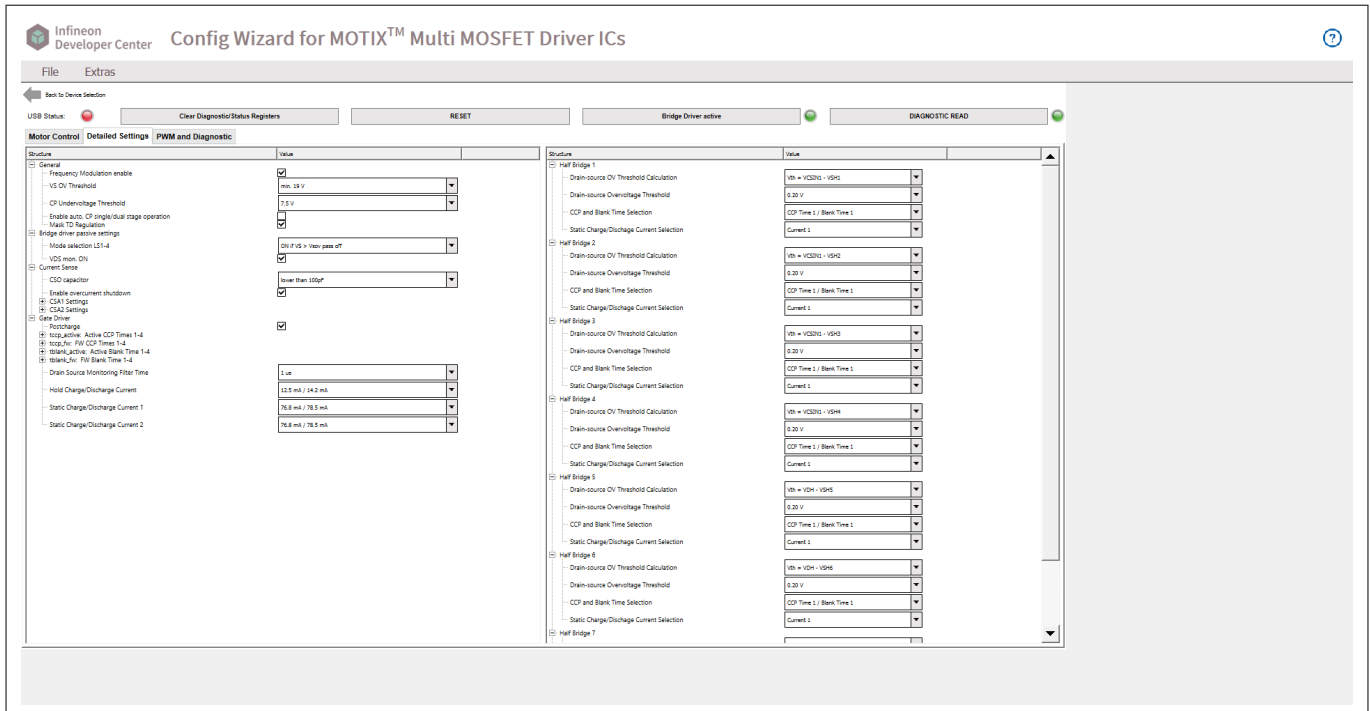 Infineon
Developer Center
Config Wizard for MOTIX™ Multi MOSFET Driver ICs
?
File Extras
Back to Device Selection
USB Status: Clear Diagnostic/Status Registers RESET Bridge Driver active DIAGNOSTIC READ
Motor Control Detailed Settings PWM and Diagnostic
Structure Value
General
Frequency Modulation enable
VS OV Threshold min. 19 V
CP Undervoltage Threshold 7.5 V
Enable auto. CP single/dual stage operation
Mask TD Regulation
Bridge driver passive settings
Mode selection LS1-4 ON if VS > Vsov pass off
VDS mon. ON
Current Sense
CSO capacitor lower than 100pF
Enable overcurrent shutdown
CSA1 Settings
CSA2 Settings
Gate Driver
Postcharge
tccp_active: Active CCP Times 1-4
tccp_fw: FW CCP Times 1-4
tblank_active: Active Blank Time 1-4
tblank_fw: FW Blank Time 1-4
Drain Source Monitoring Filter Time 1 us
Hold Charge/Discharge Current 12.5 mA / 14.2 mA
Static Charge/Discharge Current 1 76.8 mA / 78.5 mA
Static Charge/Discharge Current 2 76.8 mA / 78.5 mA
Structure Value
Half Bridge 1
Drain-source OV Threshold Calculation Vth = VCSIN1 - VSH1
Drain-source Overvoltage Threshold 0.20 V
CCP and Blank Time Selection CCP Time 1 / Blank Time 1
Static Charge/Dischage Current Selection Current 1
Half Bridge 2
Drain-source OV Threshold Calculation Vth = VCSIN1 - VSH2
Drain-source Overvoltage Threshold 0.20 V
CCP and Blank Time Selection CCP Time 1 / Blank Time 1
Static Charge/Dischage Current Selection Current 1
Half Bridge 3
Drain-source OV Threshold Calculation Vth = VCSIN1 - VSH3
Drain-source Overvoltage Threshold 0.20 V
CCP and Blank Time Selection CCP Time 1 / Blank Time 1
Static Charge/Dischage Current Selection Current 1
Half Bridge 4
Drain-source OV Threshold Calculation Vth = VCSIN1 - VSH4
Drain-source Overvoltage Threshold 0.20 V
CCP and Blank Time Selection CCP Time 1 / Blank Time 1
Static Charge/Dischage Current Selection Current 1
Half Bridge 5
Drain-source OV Threshold Calculation Vth = VDH - VSH5
Drain-source Overvoltage Threshold 0.20 V
CCP and Blank Time Selection CCP Time 1 / Blank Time 1
Static Charge/Dischage Current Selection Current 1
Half Bridge 6
Drain-source OV Threshold Calculation Vth = VDH - VSH6
Drain-source Overvoltage Threshold 0.20 V
CCP and Blank Time Selection CCP Time 1 / Blank Time 1
Static Charge/Dischage Current Selection Current 1
Half Bridge 7